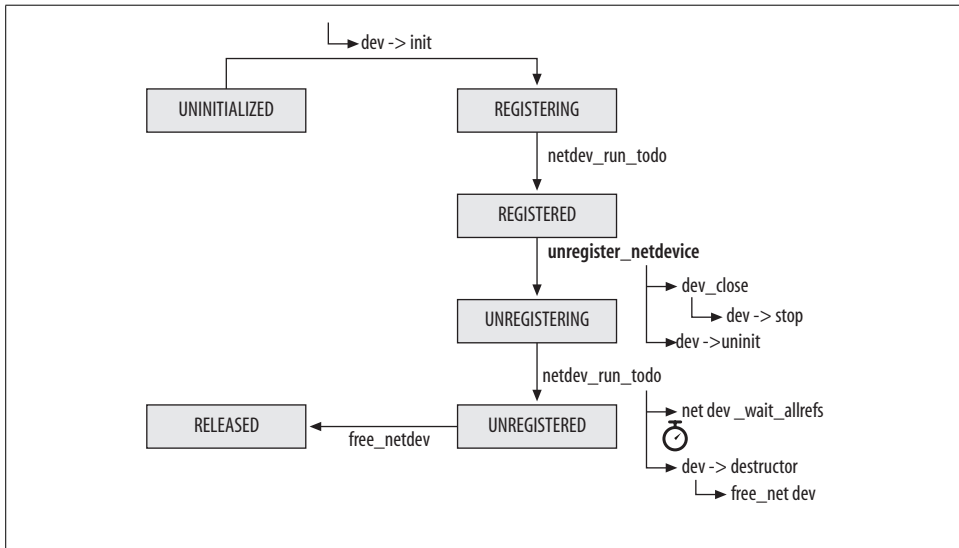 dev -> init
UNINITIALIZED
REGISTERING
netdev_run_todo
REGISTERED
unregister_netdevice
dev_close
dev -> stop
UNREGISTERING
dev ->uninit
netdev_run_todo
RELEASED
UNREGISTERED
net dev _wait_allrefs
free_netdev
dev -> destructor
free_net dev